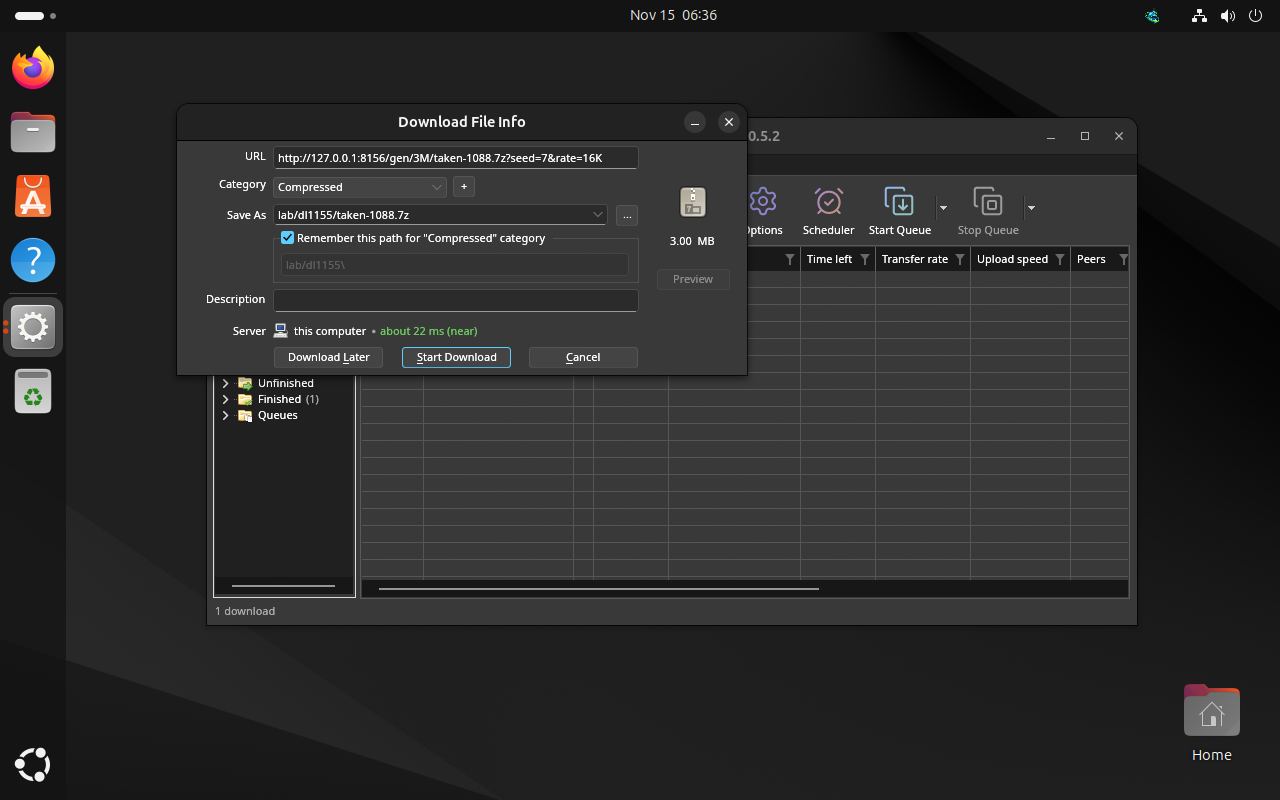 Nov 15 06:36
Download File Info
0.5.2
URL
http://127.0.0.1:8156/gen/3M/taken-1088.7z?seed=7&rate=16K
Category
Compressed
+
Save As
lab/dl1155/taken-1088.7z
...
Remember this path for "Compressed" category
lab/dl1155\
7
3.00 MB
Preview
Description
Server
this computer
• about 22 ms (near)
Download Later
Start Download
Cancel
ptions
Scheduler
Start Queue
Stop Queue
Time left
Transfer rate
Upload speed
Peers
Unfinished
Finished (1)
Queues
1 download
Home